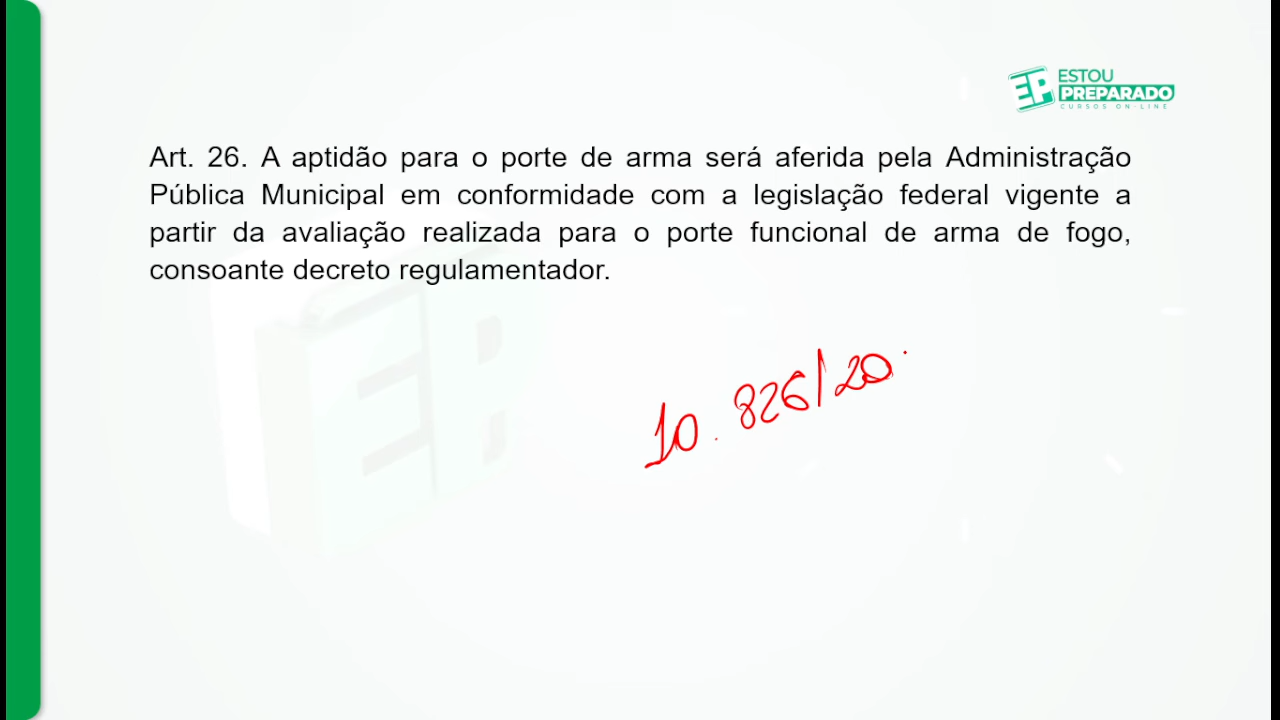 ESTOU
PREPARADO
CURSOS ON-LINE
Art. 26. A aptidão para o porte de arma será aferida pela Administração
Pública Municipal em conformidade com a legislação federal vigente a
partir da avaliação realizada para o porte funcional de arma de fogo,
consoante decreto regulamentador.
10.826/20